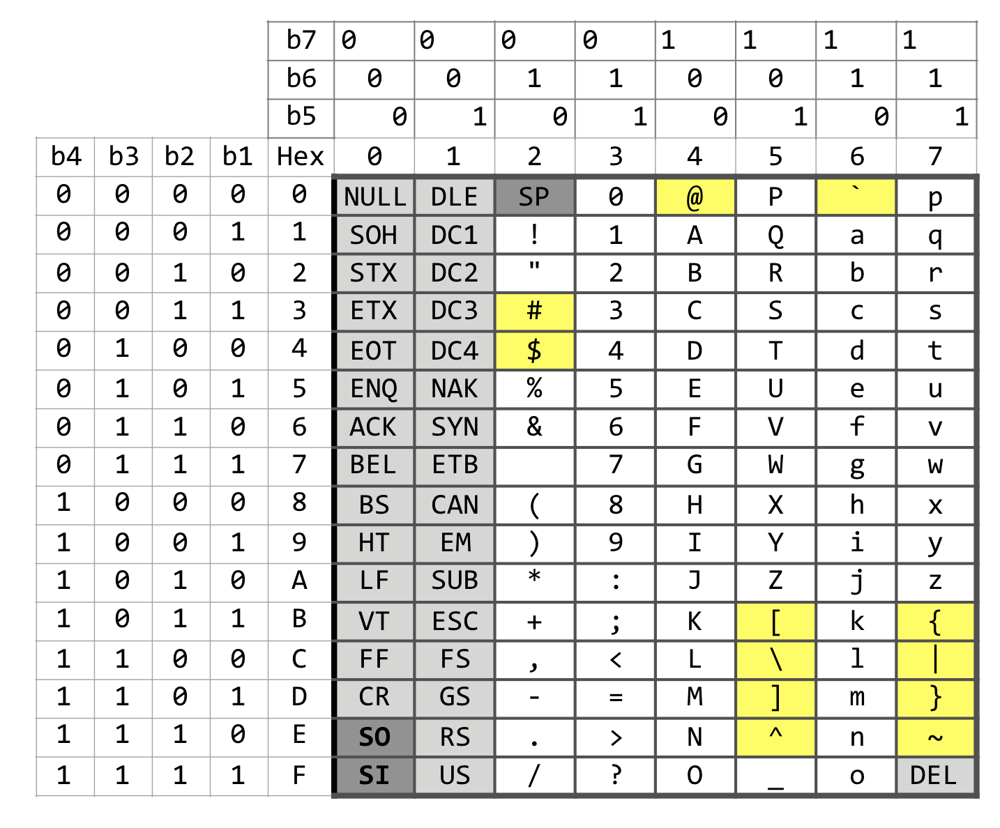 b7 0 0 0 0 1 1 1 1
b6 0 0 1 1 0 0 1 1
b5 0 1 0 1 0 1 0 1
b4 b3 b2 b1 Hex 0 1 2 3 4 5 6 7
0 0 0 0 0 NULL DLE SP 0 @ P ` p
0 0 0 1 1 SOH DC1 ! 1 A Q a q
0 0 1 0 2 STX DC2 " 2 B R b r
0 0 1 1 3 ETX DC3 # 3 C S c s
0 1 0 0 4 EOT DC4 $ 4 D T d t
0 1 0 1 5 ENQ NAK % 5 E U e u
0 1 1 0 6 ACK SYN & 6 F V f v
0 1 1 1 7 BEL ETB 7 G W g w
1 0 0 0 8 BS CAN ( 8 H X h x
1 0 0 1 9 HT EM ) 9 I Y i y
1 0 1 0 A LF SUB * : J Z j z
1 0 1 1 B VT ESC + ; K [ k {
1 1 0 0 C FF FS , < L \ l |
1 1 0 1 D CR GS - = M ] m }
1 1 1 0 E SO RS . > N ^ n ~
1 1 1 1 F SI US / ? O _ o DEL